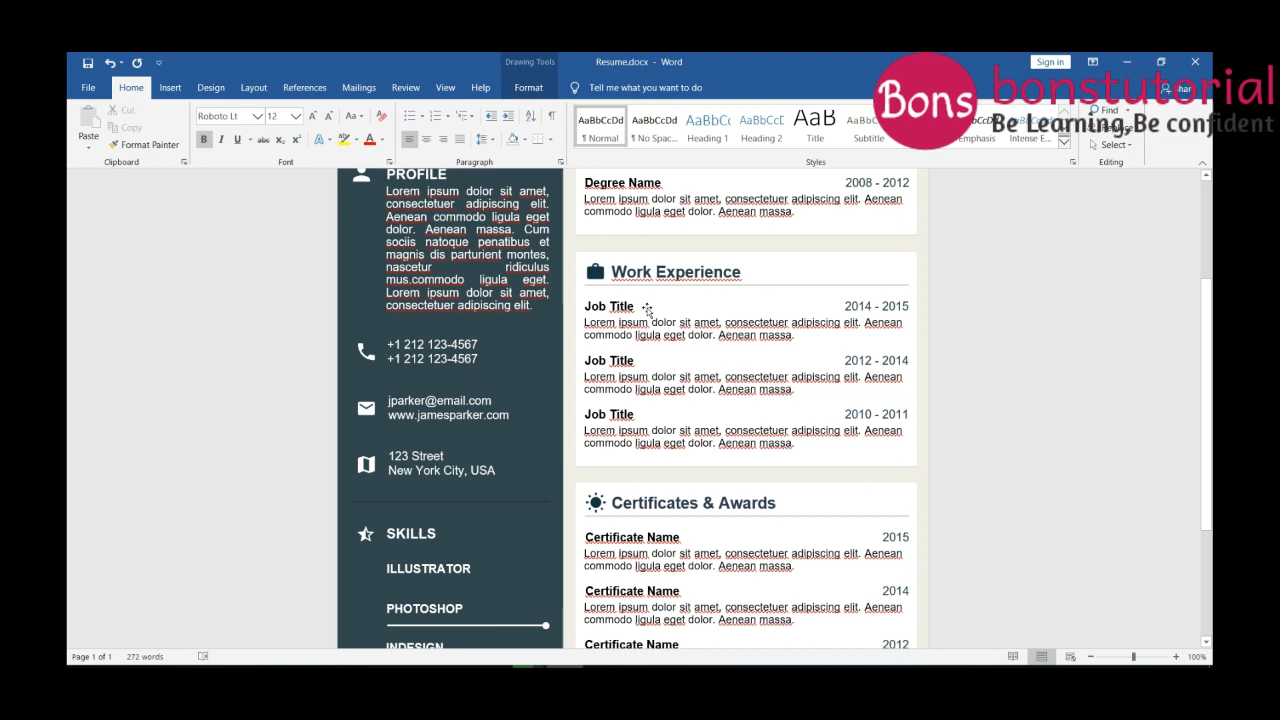 Drawing Tools
Resume.docx - Word
Sign in
File
Home
Insert
Design
Layout
References
Mailings
Review
View
Help
Format
Tell me what you want to do
Bons
bonstutorial
Be Learning, Be confident
Paste
Cut
Copy
Format Painter
Clipboard
Roboto Lt
12
Font
Paragraph
AaBbCcDd
¶ Normal
AaBbCcDd
¶ No Spac...
AaBbC
Heading 1
AaBbCcD
Heading 2
AaB
Title
Subtitle
Emphasis
Intense E...
Styles
Find
Select
Editing
PROFILE
Lorem ipsum dolor sit amet,
consectetuer adipiscing elit.
Aenean commodo ligula eget
dolor. Aenean massa. Cum
sociis natoque penatibus et
magnis dis parturient montes,
nascetur ridiculus
mus.commodo ligula eget.
Lorem ipsum dolor sit amet,
consectetuer adipiscing elit.
+1 212 123-4567
+1 212 123-4567
jparker@email.com
www.jamesparker.com
123 Street
New York City, USA
SKILLS
ILLUSTRATOR
PHOTOSHOP
INDESIGN
Degree Name 2008 - 2012
Lorem ipsum dolor sit amet, consectetuer adipiscing elit. Aenean
commodo ligula eget dolor. Aenean massa.
Work Experience
Job Title 2014 - 2015
Lorem ipsum dolor sit amet, consectetuer adipiscing elit. Aenean
commodo ligula eget dolor. Aenean massa.
Job Title 2012 - 2014
Lorem ipsum dolor sit amet, consectetuer adipiscing elit. Aenean
commodo ligula eget dolor. Aenean massa.
Job Title 2010 - 2011
Lorem ipsum dolor sit amet, consectetuer adipiscing elit. Aenean
commodo ligula eget dolor. Aenean massa.
Certificates & Awards
Certificate Name 2015
Lorem ipsum dolor sit amet, consectetuer adipiscing elit. Aenean
commodo ligula eget dolor. Aenean massa.
Certificate Name 2014
Lorem ipsum dolor sit amet, consectetuer adipiscing elit. Aenean
commodo ligula eget dolor. Aenean massa.
Certificate Name 2012
Page 1 of 1
272 words
100%